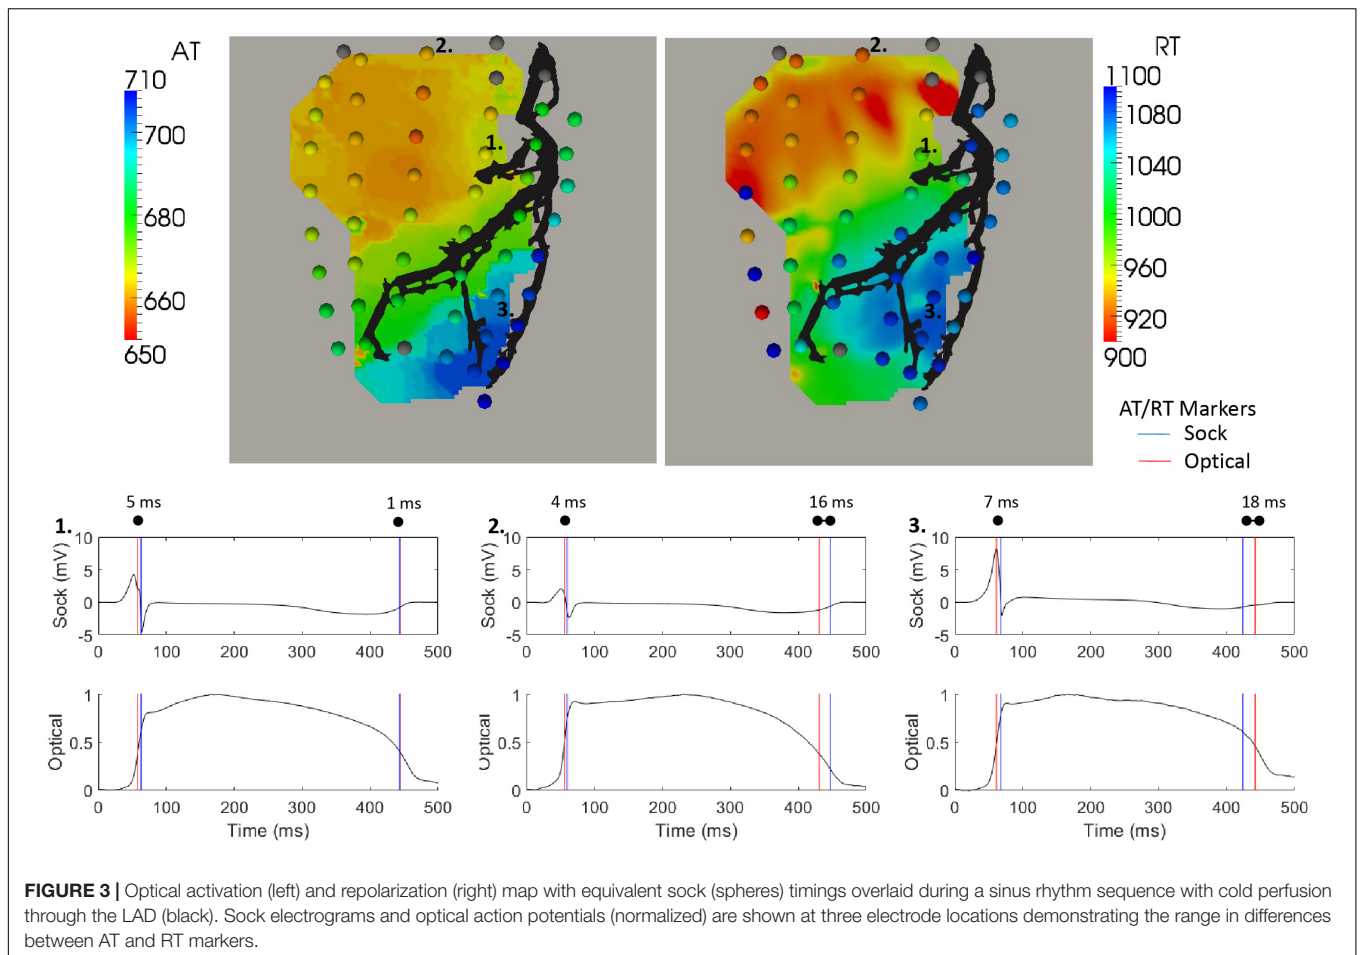 AT
710
700
680
660
650
2.
1.
3.
RT
1100
1080
1040
1000
960
920
900
2.
1.
3.
AT/RT Markers
Sock
Optical
5 ms
1 ms
1.
10
5
0
-5
Sock (mV)
0 100 200 300 400 500
4 ms
16 ms
2.
10
5
0
-5
Sock (mV)
0 100 200 300 400 500
7 ms
18 ms
3.
10
5
0
-5
Sock (mV)
0 100 200 300 400 500
1
0.5
0
Optical
0 100 200 300 400 500
Time (ms)
1
0.5
0
Optical
0 100 200 300 400 500
Time (ms)
1
0.5
0
Optical
0 100 200 300 400 500
Time (ms)
FIGURE 3 | Optical activation (left) and repolarization (right) map with equivalent sock (spheres) timings overlaid during a sinus rhythm sequence with cold perfusion
through the LAD (black). Sock electrograms and optical action potentials (normalized) are shown at three electrode locations demonstrating the range in differences
between AT and RT markers.